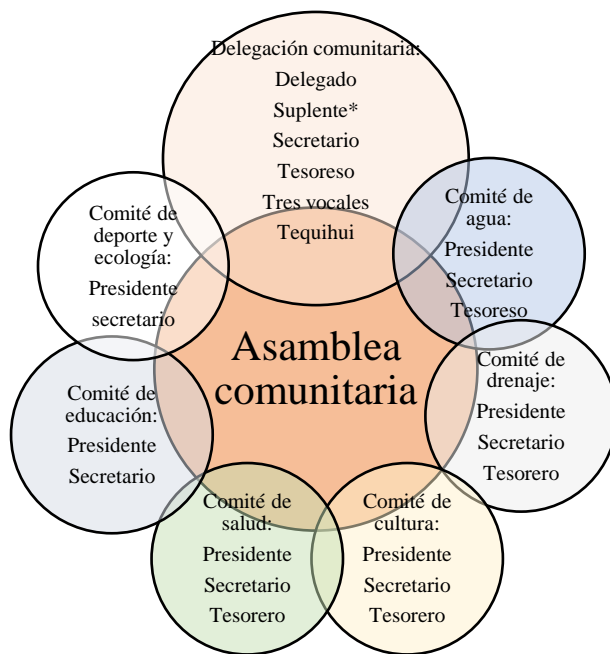 Delegación comunitaria:
Delegado
Suplente*
Secretario
Tesoreso
Tres vocales
Tequihui
Comité de
agua:
Presidente
Secretario
Tesoreso
Comité de
drenaje:
Presidente
Secretario
Tesorero
Comité de
cultura:
Presidente
Secretario
Tesorero
Comité de
salud:
Presidente
Secretario
Tesorero
Comité de
educación:
Presidente
Secretario
Comité de
deporte y
ecología:
Presidente
secretario
Asamblea
comunitaria